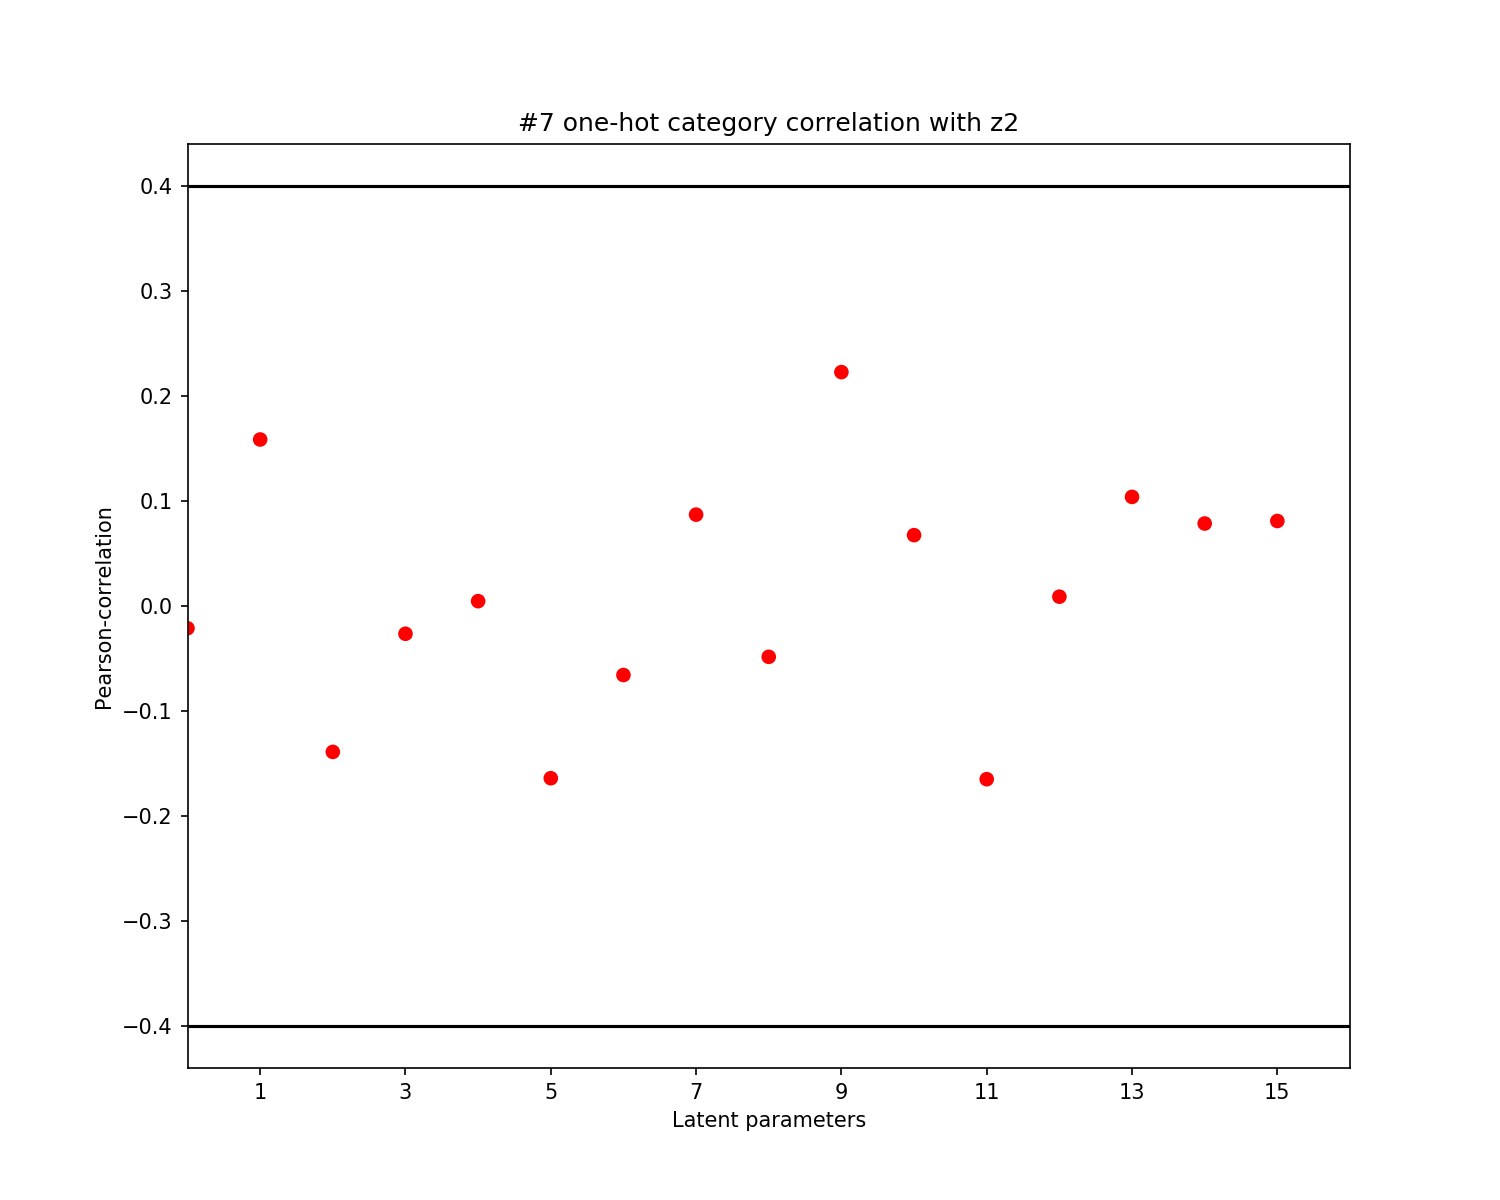 #7 one-hot category correlation with z2
0.4
0.3
0.2
0.1
0.0
−0.1
−0.2
−0.3
−0.4
Pearson-correlation
1 3 5 7 9 11 13 15
Latent parameters